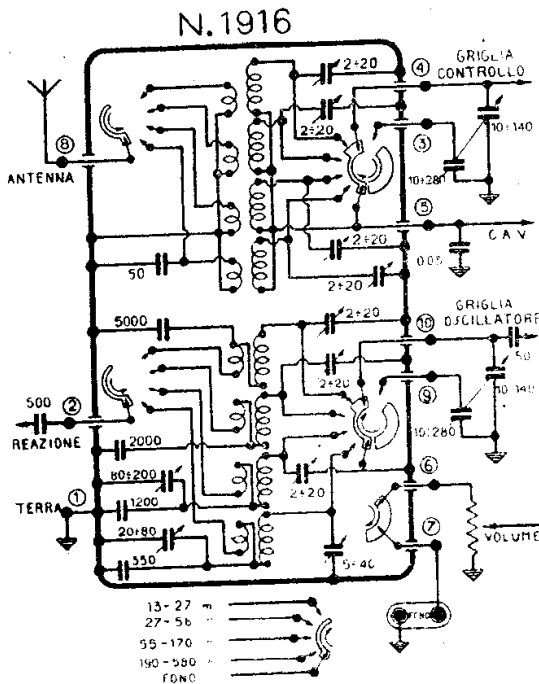 N.1916
2÷20
④
GRIGLIA
CONTROLLO
2÷20
③
10÷140
⑧
10÷280
ANTENNA
⑤
C A V
2÷20
0.05
50
2÷20
GRIGLIA
OSCILLATORE
5000
2÷20
⑩
50
10÷140
2÷20
500
②
⑨
REAZIONE
10÷280
2000
80÷200
⑥
2÷20
TERRA
①
1200
⑦
20÷80
VOLUME
550
5÷40
13-27 m
27-56 "
FONO
55-170 "
190-580 "
FONO